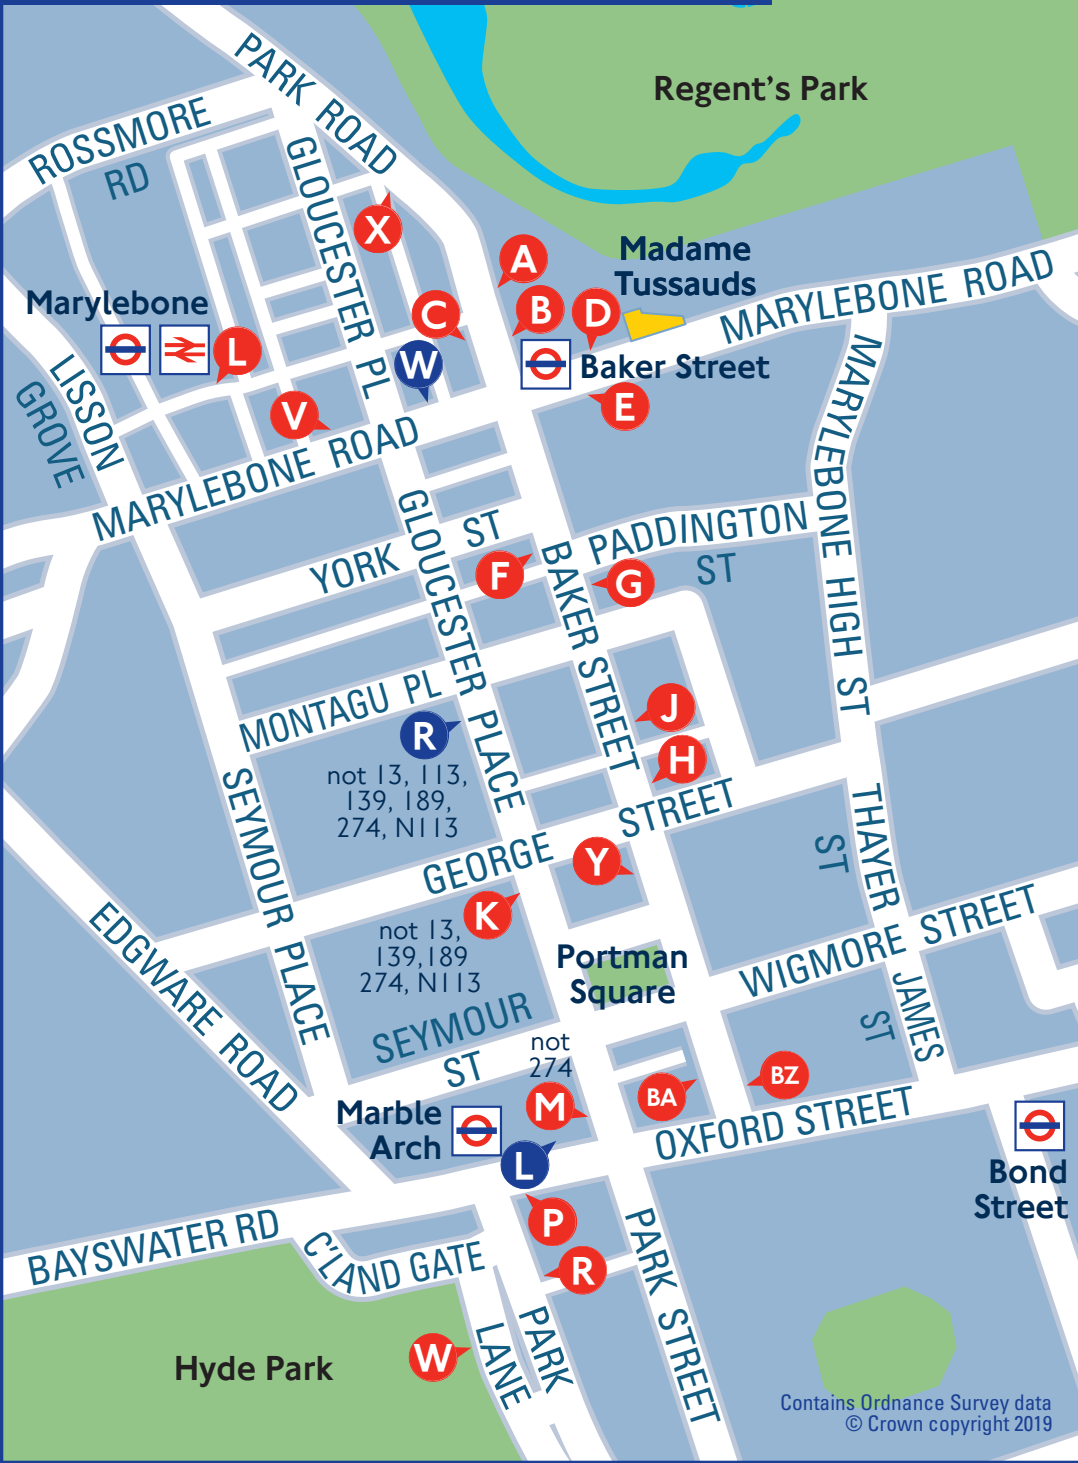 PARK ROAD
Regent's Park
ROSSMORE
RD
GLOUCESTER PL
X
A
Madame
Tussauds
MARYLEBONE ROAD
Marylebone
L
C
B
D
W
Baker Street
E
LISSON
GROVE
V
MARYLEBONE ROAD
MARYLEBONE HIGH ST
YORK ST
GLOUCESTER PLACE
F
BAKER STREET
PADDINGTON
ST
G
MONTAGU PL
R
not 13, 113,
139, 189,
274, N113
J
H
SEYMOUR PLACE
GEORGE STREET
Y
THAYER
ST
K
not 13,
139,189
274, N113
EDGWARE ROAD
Portman
Square
WIGMORE STREET
JAMES
ST
SEYMOUR
ST
not
274
M
BA
BZ
Marble
Arch
L
OXFORD STREET
Bond
Street
P
R
BAYSWATER RD
C'LAND GATE
PARK STREET
W
PARK
LANE
Hyde Park
Contains Ordnance Survey data
© Crown copyright 2019